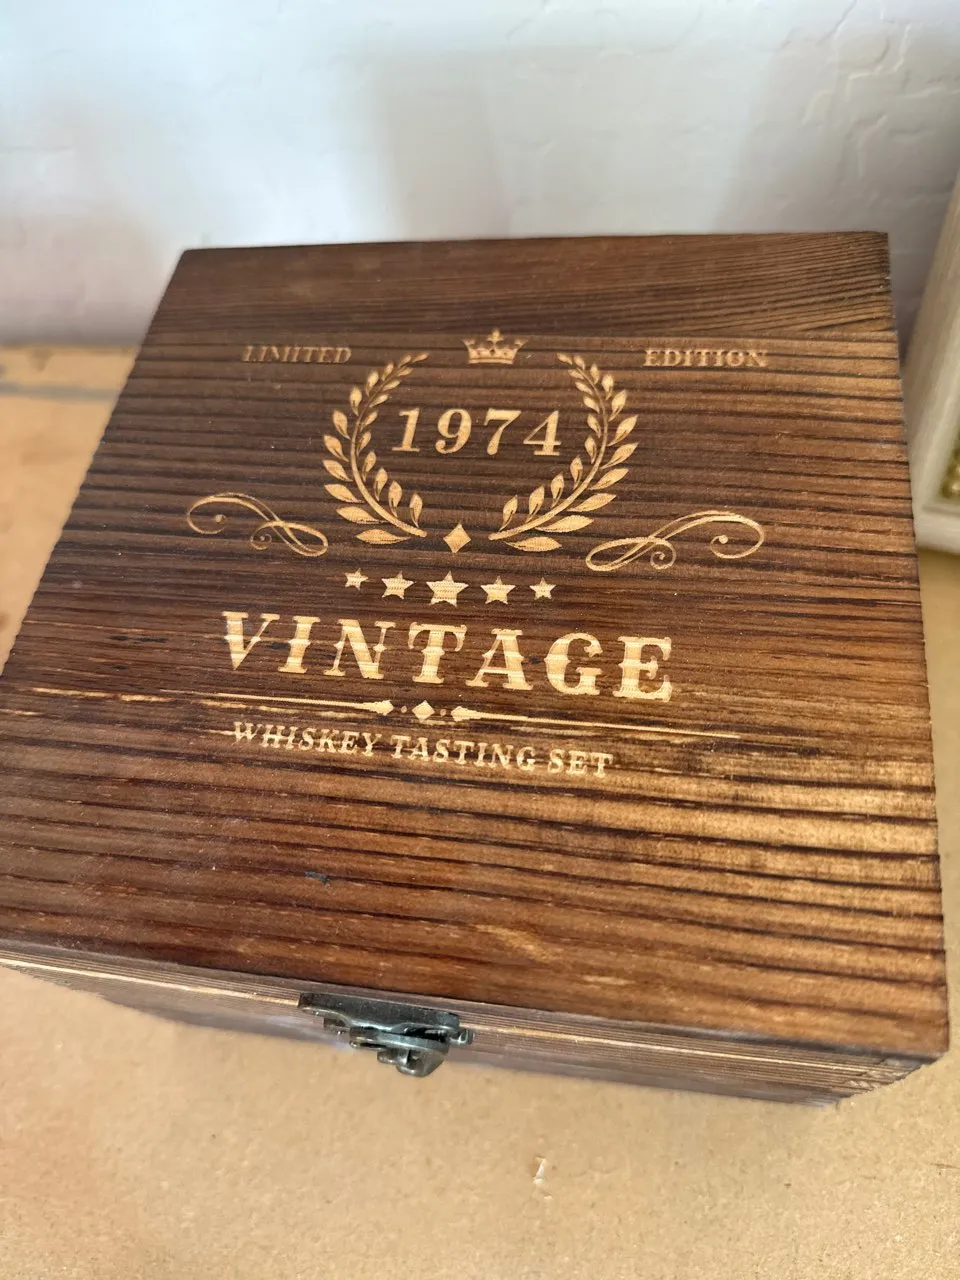 LIMITED EDITION
1974
VINTAGE
WHISKEY TASTING SET